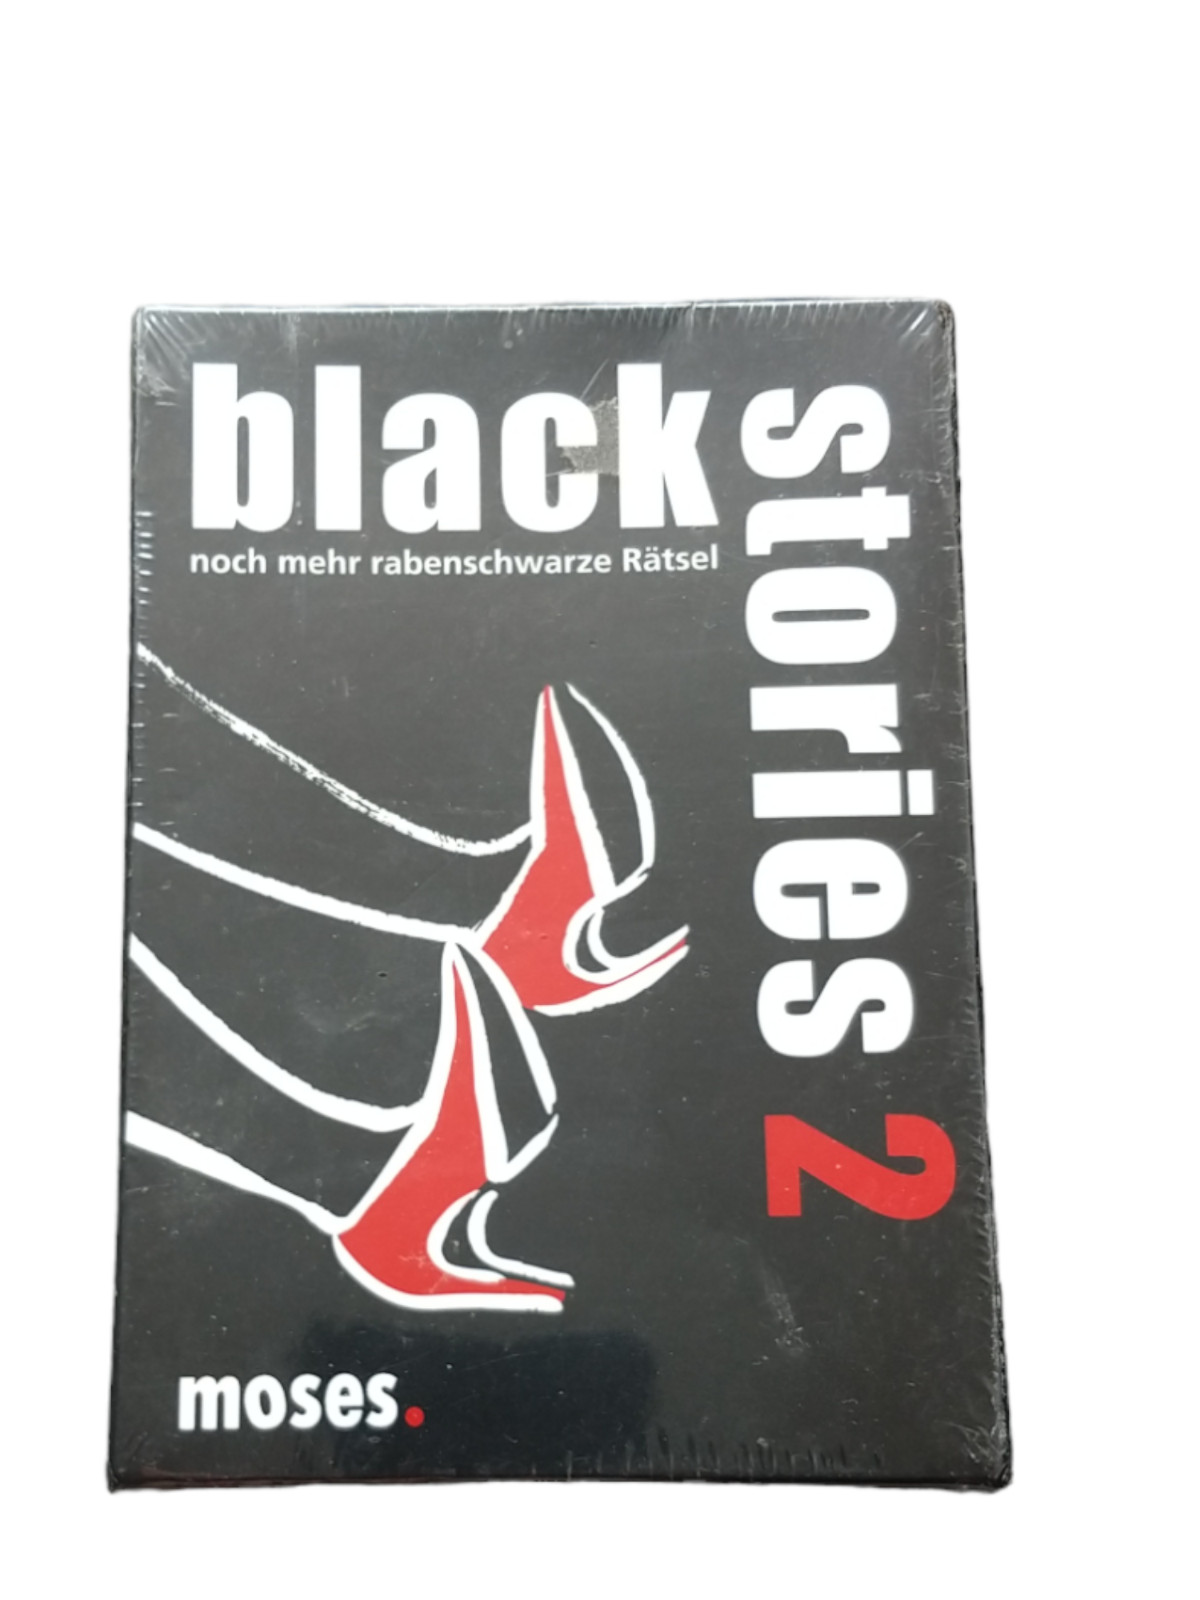 black
stories 2
noch mehr rabenschwarze Rätsel
moses.